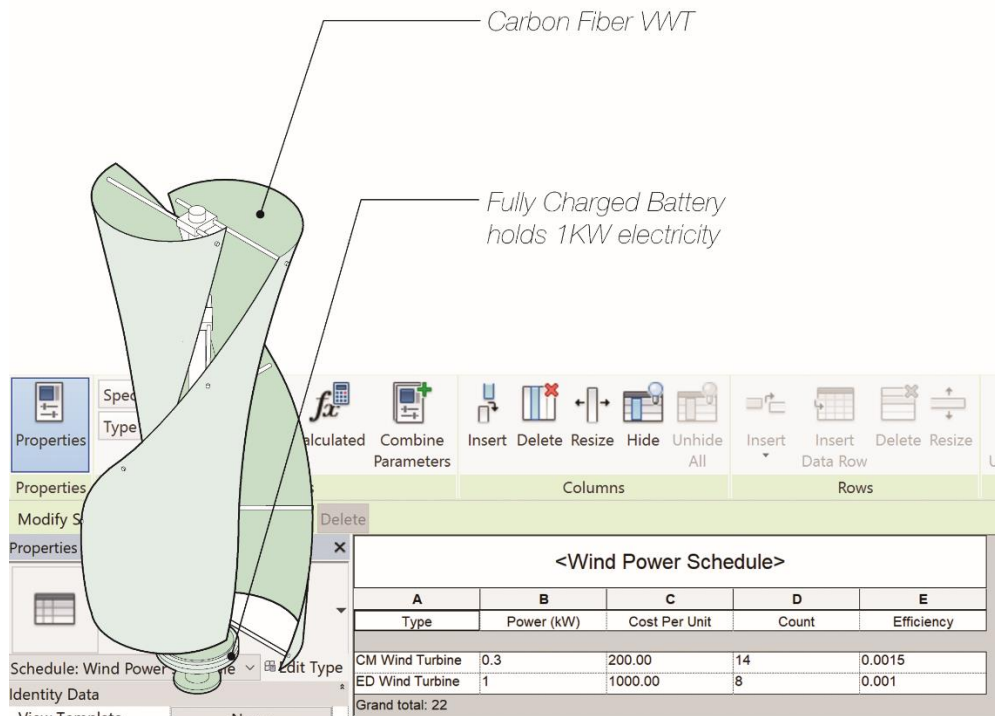 Carbon Fiber VWT
Fully Charged Battery
holds 1KW electricity
Properties
Type
alculated
Combine
Parameters
Insert Delete Resize Hide Unhide
All
Insert Insert Delete Resize
Data Row
Properties
Columns
Rows
Modify S
Delete
Properties
<Wind Power Schedule>
A B C D E
Type Power (kW) Cost Per Unit Count Efficiency
CM Wind Turbine 0.3 200.00 14 0.0015
ED Wind Turbine 1 1000.00 8 0.001
Grand total: 22
Schedule: Wind Power
Edit Type
Identity Data